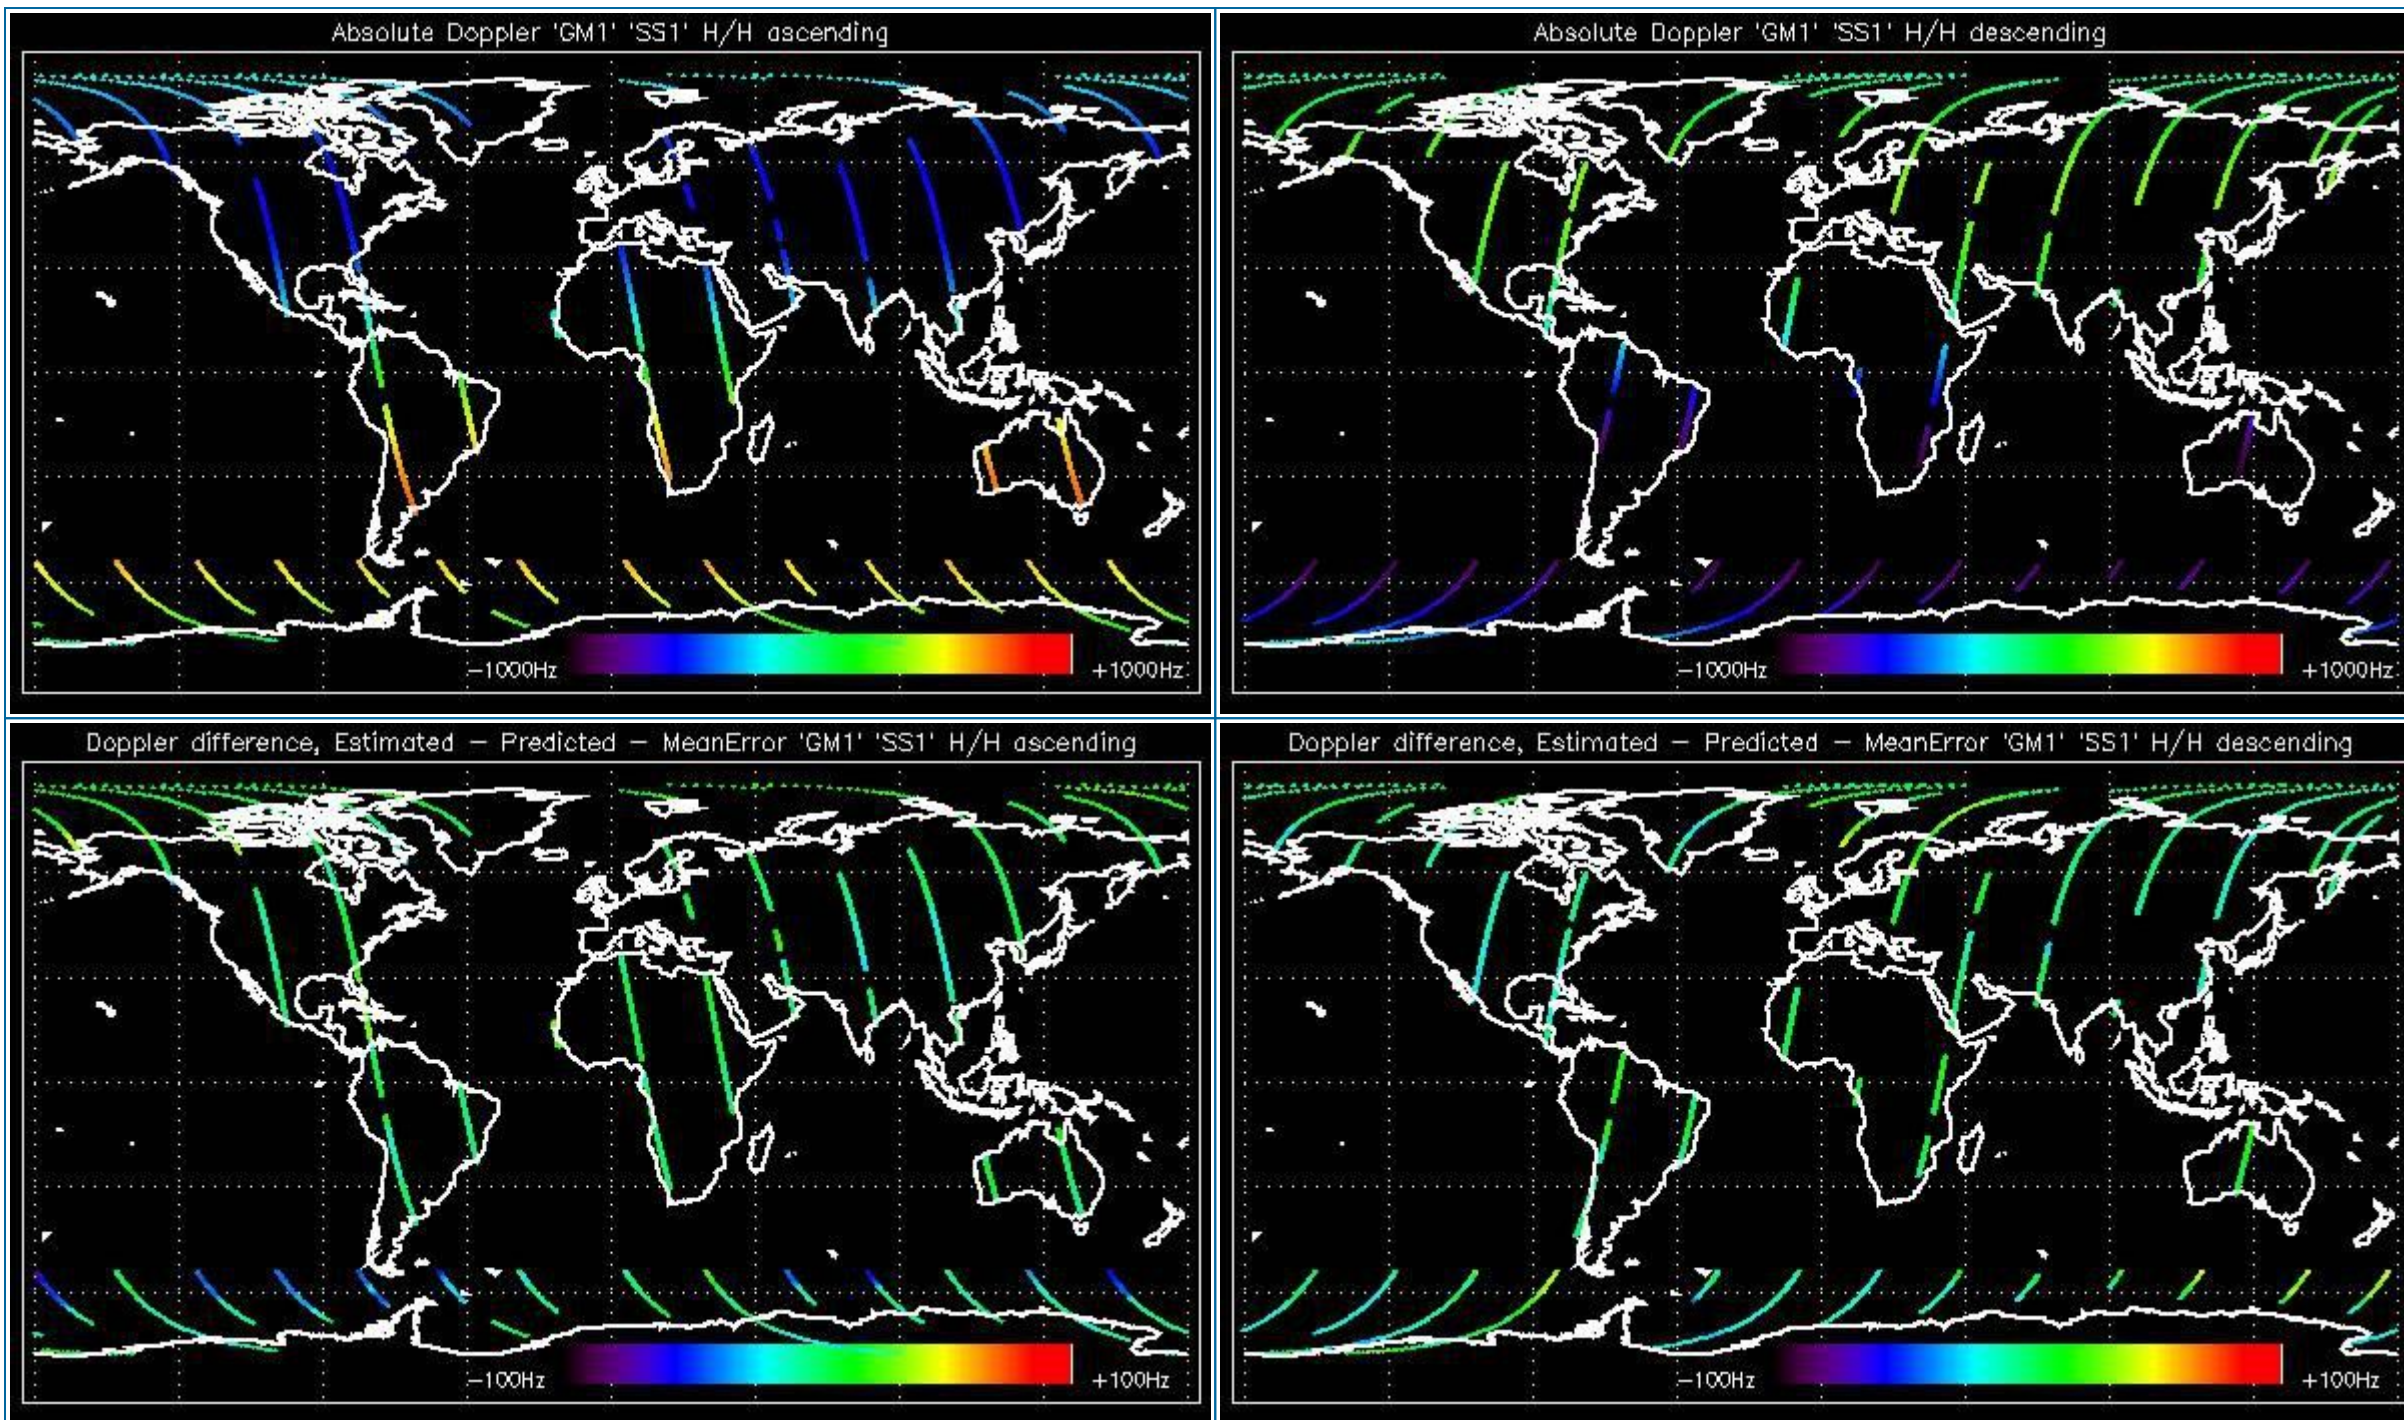 Absolute Doppler 'GM1' 'SS1' H/H ascending
-1000Hz
+1000Hz
Absolute Doppler 'GM1' 'SS1' H/H descending
-1000Hz
+1000Hz
Doppler difference, Estimated - Predicted - MeanError 'GM1' 'SS1' H/H ascending
-100Hz
+100Hz
Doppler difference, Estimated - Predicted - MeanError 'GM1' 'SS1' H/H descending
-100Hz
+100Hz